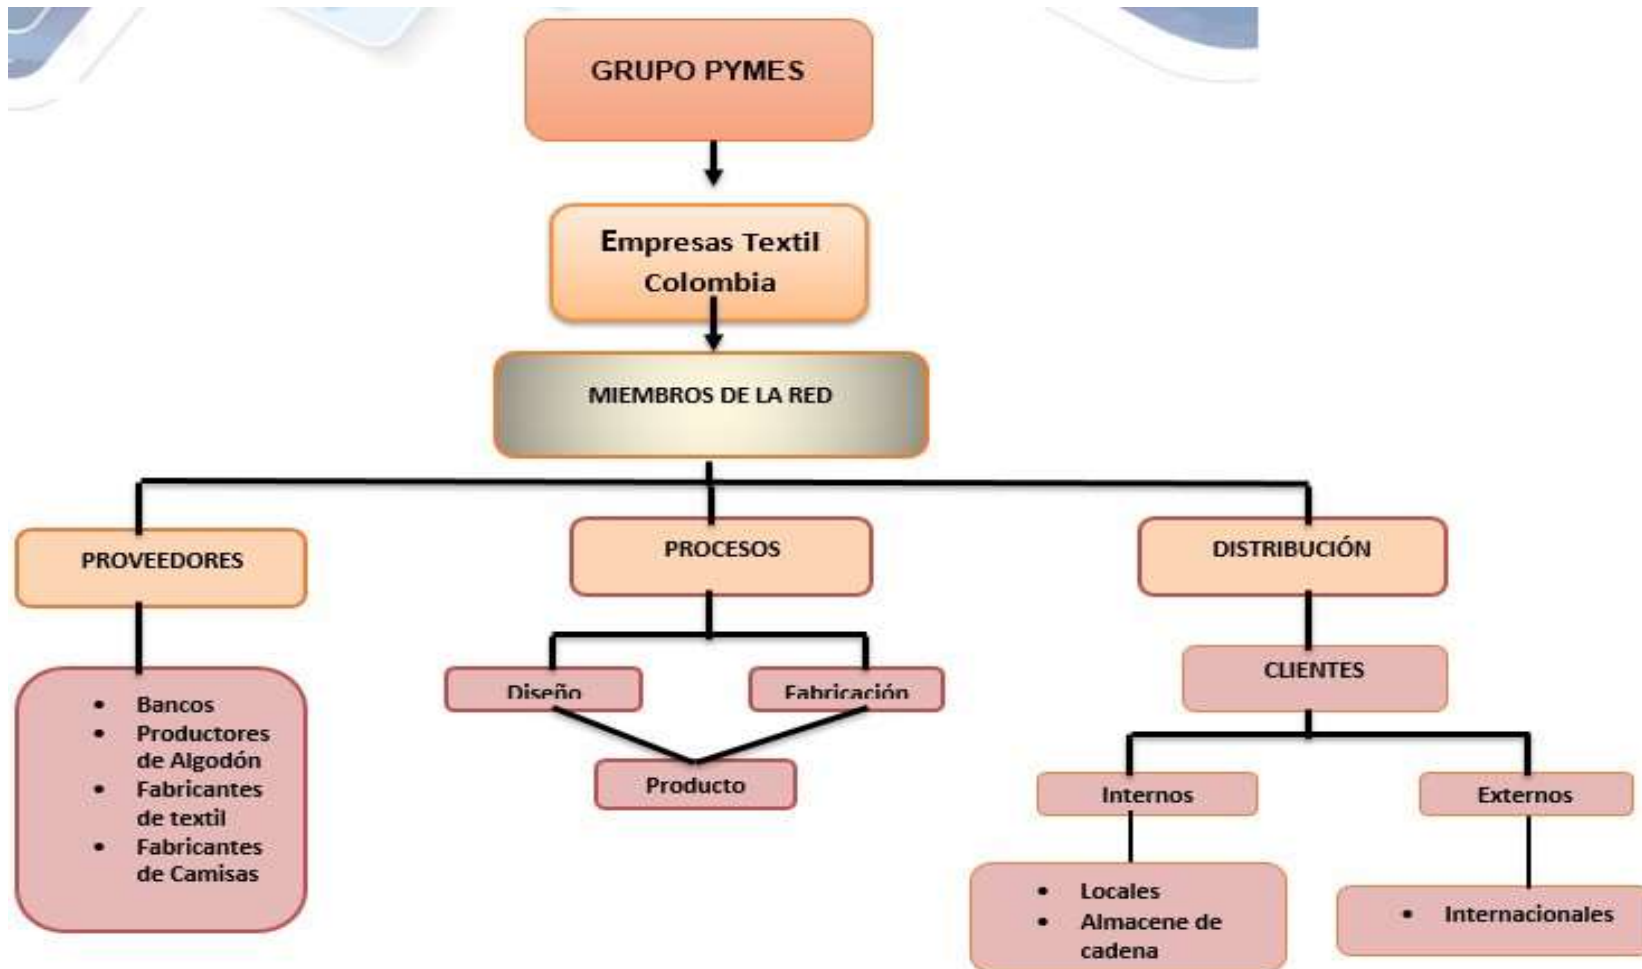 GRUPO PYMES
Empresas Textil
Colombia
MIEMBROS DE LA RED
PROVEEDORES
PROCESOS
DISTRIBUCIÓN
CLIENTES
Diseño
Fabricación
• Bancos
• Productores
de Algodón
• Fabricantes
de textil
• Fabricantes
de Camisas
Producto
Internos
Externos
• Locales
• Almacene de
cadena
• Internacionales